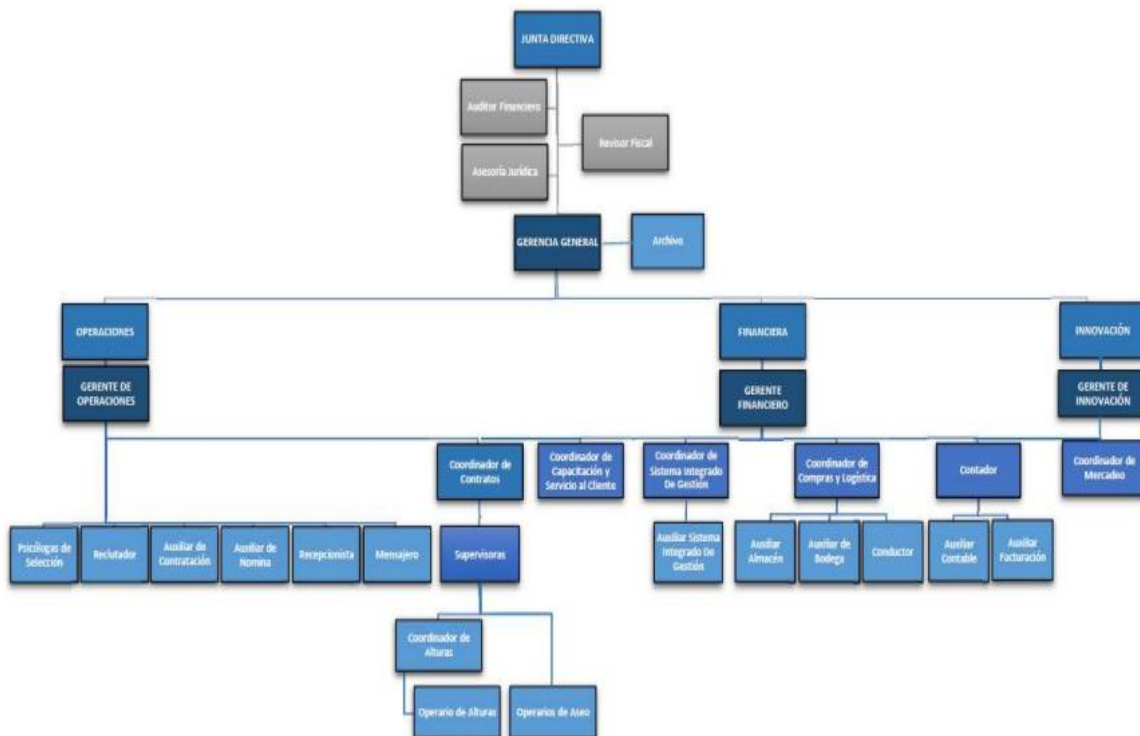 JUNTA DIRECTIVA
Auditor Financiero
Revisor Fiscal
Asesoría Jurídica
GERENCIA GENERAL
Archivo
OPERACIONES
FINANCIERA
INNOVACIÓN
GERENTE DE
OPERACIONES
GERENTE
FINANCIERO
GERENTE DE
INNOVACIÓN
Coordinador de
Contratos
Coordinador de
Capacitación y
Servicio al Cliente
Coordinador de
Sistema Integrado
De Gestión
Coordinador de
Compras y Logística
Contador
Coordinador de
Mercadeo
Psicólogas de
Selección
Reclutador
Auxiliar de
Contratación
Auxiliar de
Nomina
Recepcionista
Mensajero
Supervisoras
Auxiliar Sistema
Integrado De
Gestión
Auxiliar
Almacén
Auxiliar de
Bodega
Conductor
Auxiliar
Contable
Auxiliar
Facturación
Coordinador de
Alturas
Operario de Alturas
Operarios de Aseo